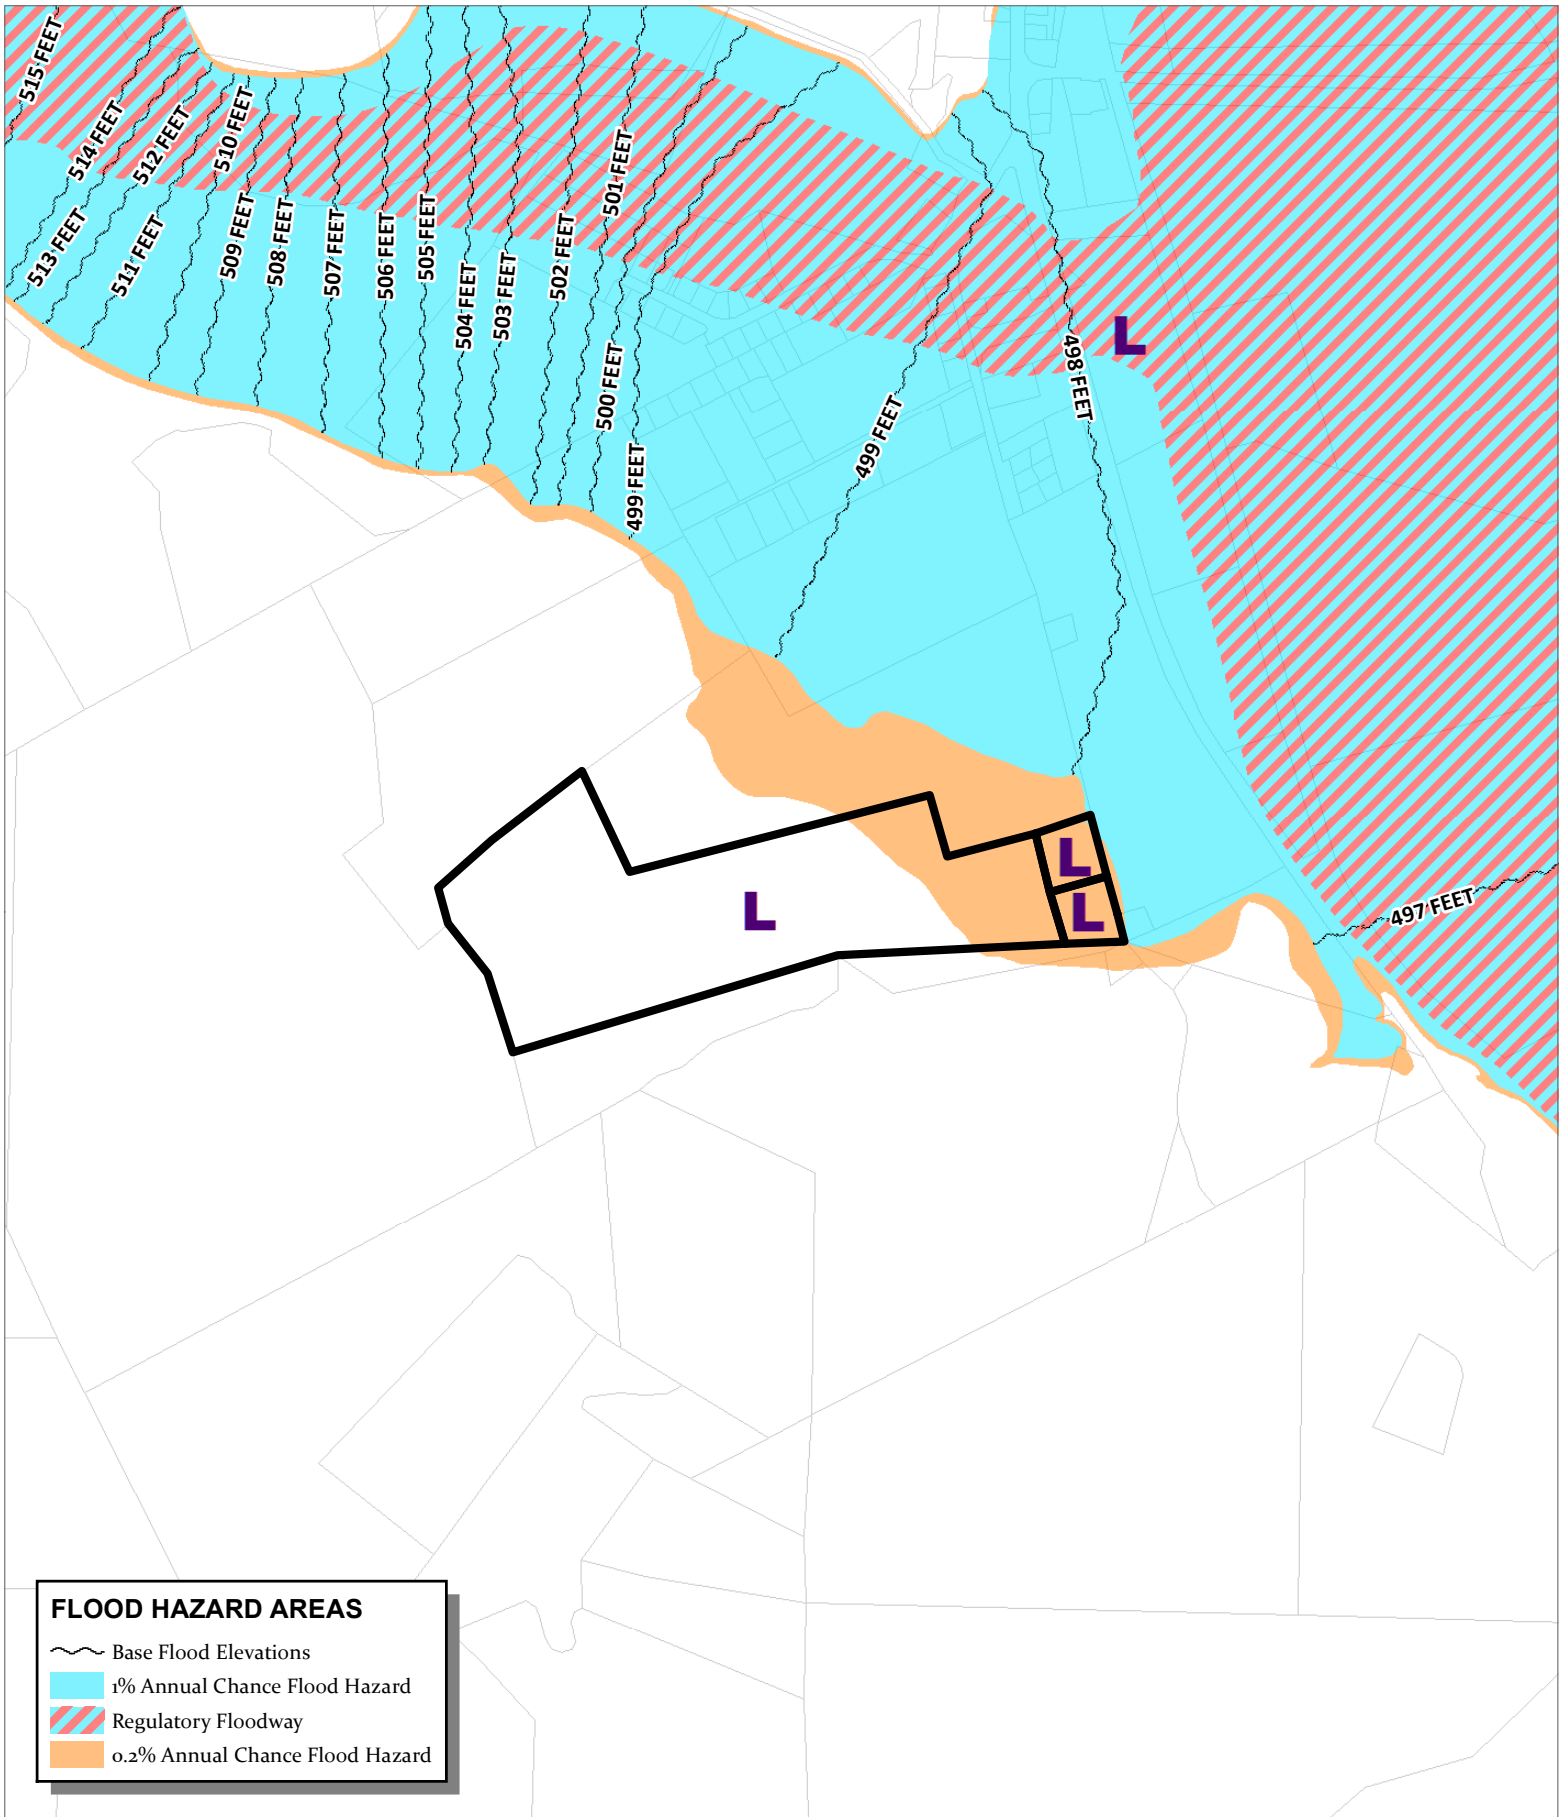 515 FEET
514 FEET
512 FEET
510 FEET
513 FEET
511 FEET
509 FEET
508 FEET
507 FEET
506 FEET
505 FEET
504 FEET
503 FEET
502 FEET
501 FEET
500 FEET
499 FEET
499 FEET
498 FEET
L
L
L
L
497 FEET
FLOOD HAZARD AREAS
Base Flood Elevations
1% Annual Chance Flood Hazard
Regulatory Floodway
0.2% Annual Chance Flood Hazard